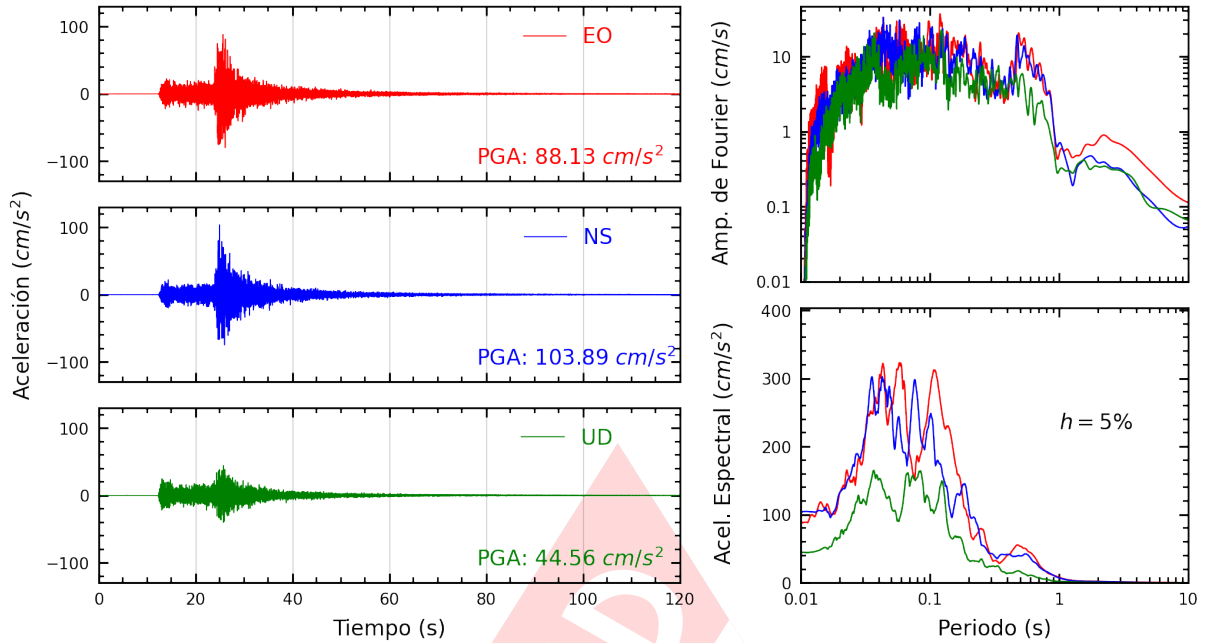 Aceleración (cm/s²)
100
0
−100
EO
PGA: 88.13 cm/s²
100
0
−100
NS
PGA: 103.89 cm/s²
100
0
−100
UD
PGA: 44.56 cm/s²
0 20 40 60 80 100 120
Tiempo (s)
Amp. de Fourier (cm/s)
10
1
0.1
0.01
Acel. Espectral (cm/s²)
400
300
200
100
0
h = 5%
0.01 0.1 1 10
Periodo (s)